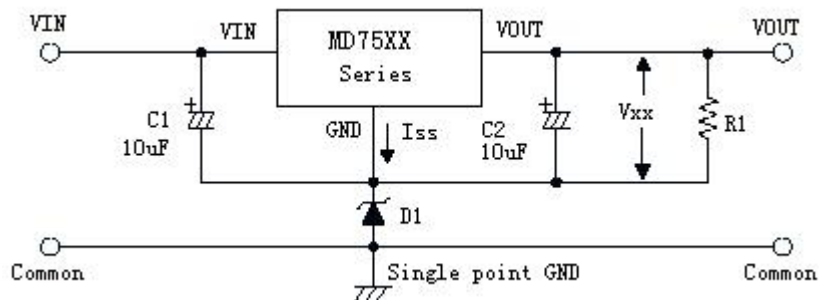 VIN
VIN
MD75XX
Series
VOUT
VOUT
C1
10uF
GND
Iss
C2
10uF
Vxx
R1
D1
Common
Single point GND
Common